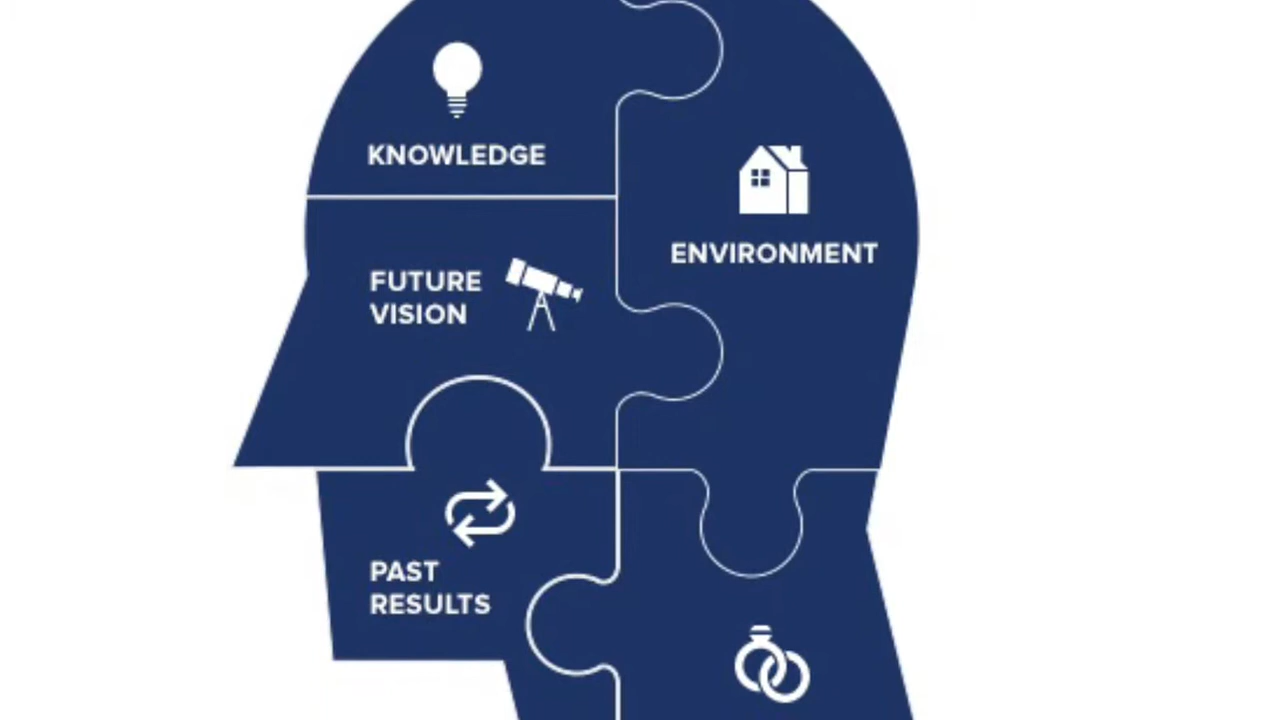 KNOWLEDGE
ENVIRONMENT
FUTURE
VISION
PAST
RESULTS